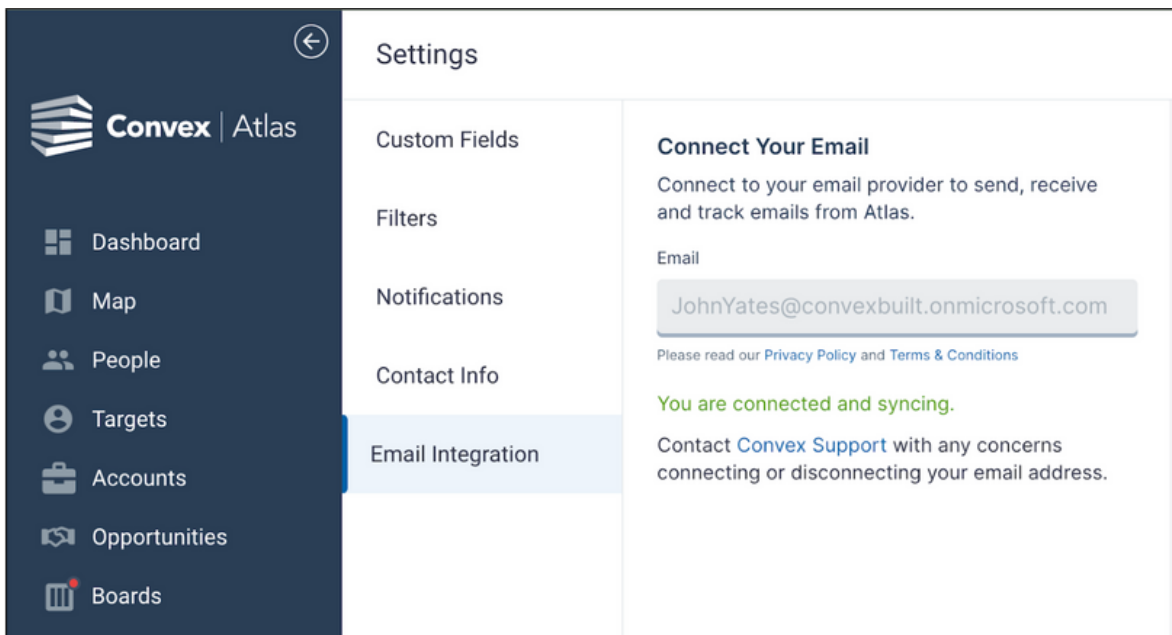 Convex | Atlas
Dashboard
Map
People
Targets
Accounts
Opportunities
Boards
Settings
Custom Fields
Filters
Notifications
Contact Info
Email Integration
Connect Your Email
Connect to your email provider to send, receive
and track emails from Atlas.
Email
JohnYates@convexbuilt.onmicrosoft.com
Please read our Privacy Policy and Terms & Conditions
You are connected and syncing.
Contact Convex Support with any concerns
connecting or disconnecting your email address.